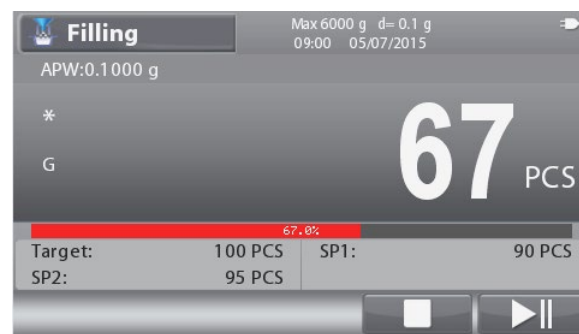 Filling
Max 6000 g d= 0.1 g
09:00 05/07/2015
APW:0.1000 g
*
G
67 PCS
67.0%
Target: 100 PCS SP1: 90 PCS
SP2: 95 PCS